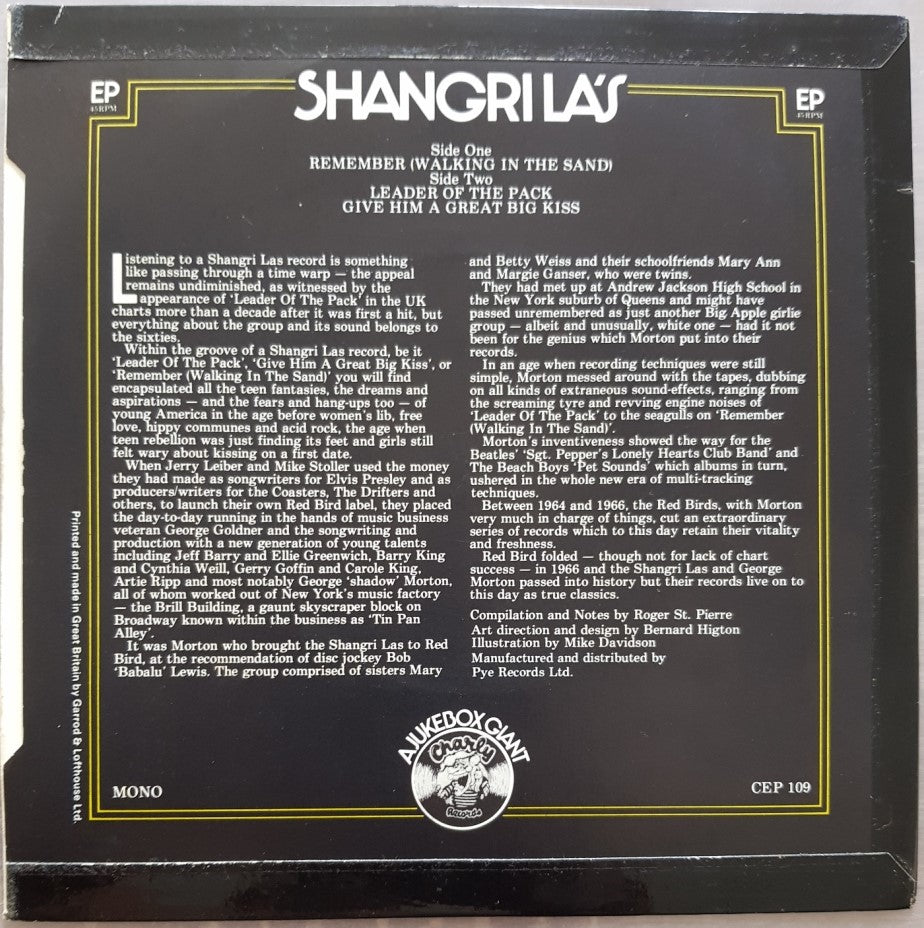 SHANGRI LA'S
EP
45 RPM
EP
45 RPM
Side One
REMEMBER (WALKING IN THE SAND)
Side Two
LEADER OF THE PACK
GIVE HIM A GREAT BIG KISS
Listening to a Shangri Las record is something
like passing through a time warp — the appeal
remains undiminished, as witnessed by the
appearance of 'Leader Of The Pack' in the UK
charts more than a decade after it was first a hit, but
everything about the group and its sound belongs to
the sixties.
Within the groove of a Shangri Las record, be it
'Leader Of The Pack', 'Give Him A Great Big Kiss', or
'Remember (Walking In The Sand)' you will find
encapsulated all the teen fantasies, the dreams and
aspirations — and the fears and hang-ups too — of
young America in the age before women's lib, free
love, hippy communes and acid rock, the age when
teen rebellion was just finding its feet and girls still
felt wary about kissing on a first date.
When Jerry Leiber and Mike Stoller used the money
they had made as songwriters for Elvis Presley and as
producers/writers for the Coasters, The Drifters and
others, to launch their own Red Bird label, they placed
the day-to-day running in the hands of music business
veteran George Goldner and the songwriting and
production with a new generation of young talents
including Jeff Barry and Ellie Greenwich, Barry King
and Cynthia Weill, Gerry Goffin and Carole King,
Artie Ripp and most notably George 'shadow' Morton,
all of whom worked out of New York's music factory
— the Brill Building, a gaunt skyscraper block on
Broadway known within the business as 'Tin Pan
Alley'.
It was Morton who brought the Shangri Las to Red
Bird, at the recommendation of disc jockey Bob
'Babalu' Lewis. The group comprised of sisters Mary
and Betty Weiss and their schoolfriends Mary Ann
and Margie Ganser, who were twins.
They had met up at Andrew Jackson High School in
the New York suburb of Queens and might have
passed unremembered as just another Big Apple girlie
group — albeit and unusually, white one — had it not
been for the genius which Morton put into their
records.
In an age when recording techniques were still
simple, Morton messed around with the tapes, dubbing
on all kinds of extraneous sound-effects, ranging from
the screaming tyre and revving engine noises of
'Leader Of The Pack' to the seagulls on 'Remember
(Walking In The Sand)'.
Morton's inventiveness showed the way for the
Beatles' 'Sgt. Pepper's Lonely Hearts Club Band' and
The Beach Boys 'Pet Sounds' which albums in turn,
ushered in the whole new era of multi-tracking
techniques.
Between 1964 and 1966, the Red Birds, with Morton
very much in charge of things, cut an extraordinary
series of records which to this day retain their vitality
and freshness.
Red Bird folded — though not for lack of chart
success — in 1966 and the Shangri Las and George
Morton passed into history but their records live on to
this day as true classics.
Compilation and Notes by Roger St. Pierre
Art direction and design by Bernard Higton
Illustration by Mike Davidson
Manufactured and distributed by
Pye Records Ltd.
Printed and made in Great Britain by Garrod & Lofthouse Ltd.
A JUKEBOX GIANT
Charly
Records
MONO
CEP 109